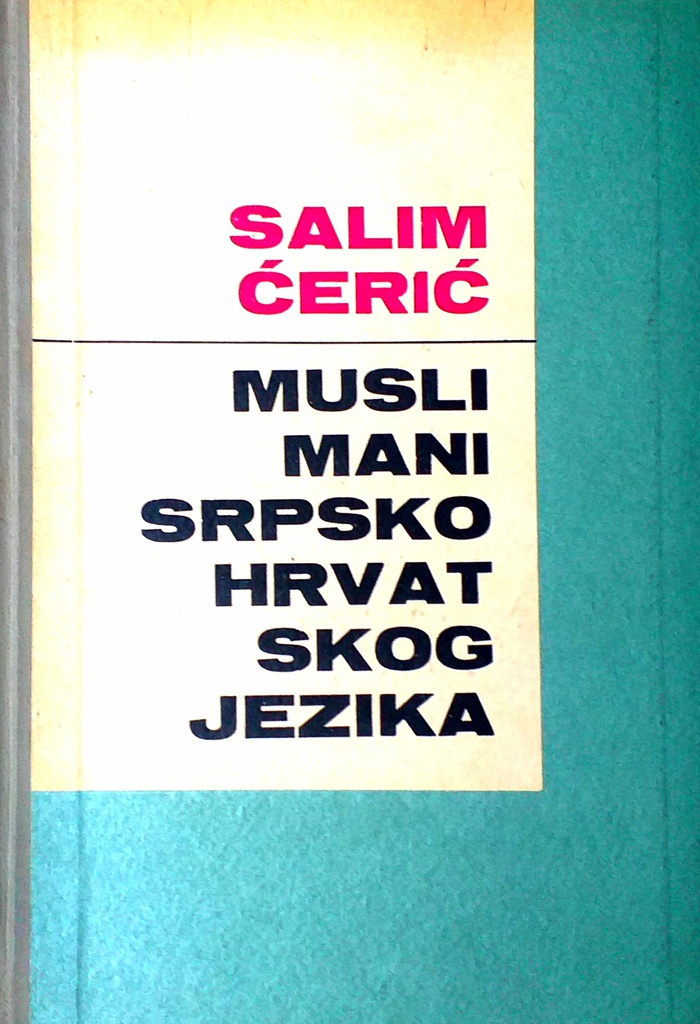 SALIM
ĆERIĆ
MUSLI
MANI
SRPSKO
HRVAT
SKOG
JEZIKA